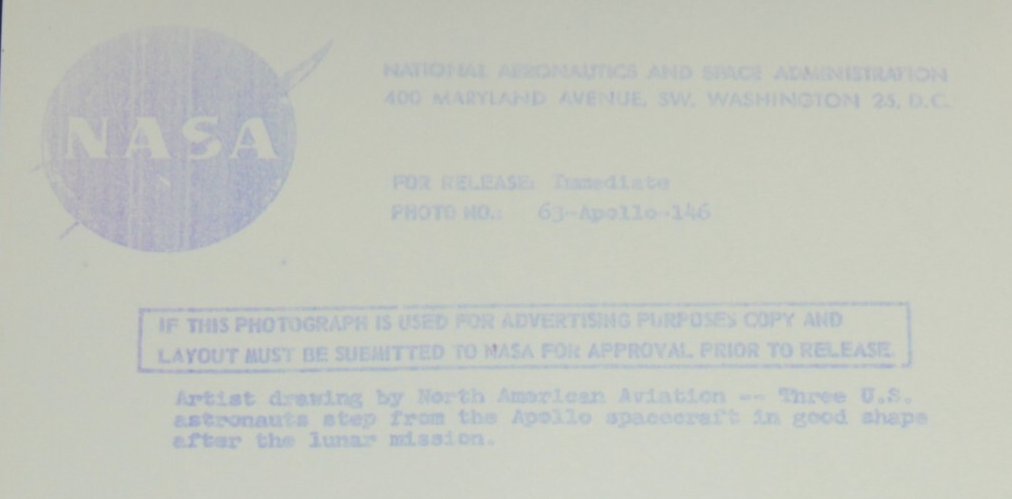 NASA
NATIONAL AERONAUTICS AND SPACE ADMINISTRATION
400 MARYLAND AVENUE, SW, WASHINGTON 25, D.C.
FOR RELEASE: Immediate
PHOTO NO.: 63-Apollo-146
IF THIS PHOTOGRAPH IS USED FOR ADVERTISING PURPOSES COPY AND
LAYOUT MUST BE SUBMITTED TO NASA FOR APPROVAL PRIOR TO RELEASE.
Artist drawing by North American Aviation -- Three U.S.
astronauts step from the Apollo spacecraft in good shape
after the lunar mission.